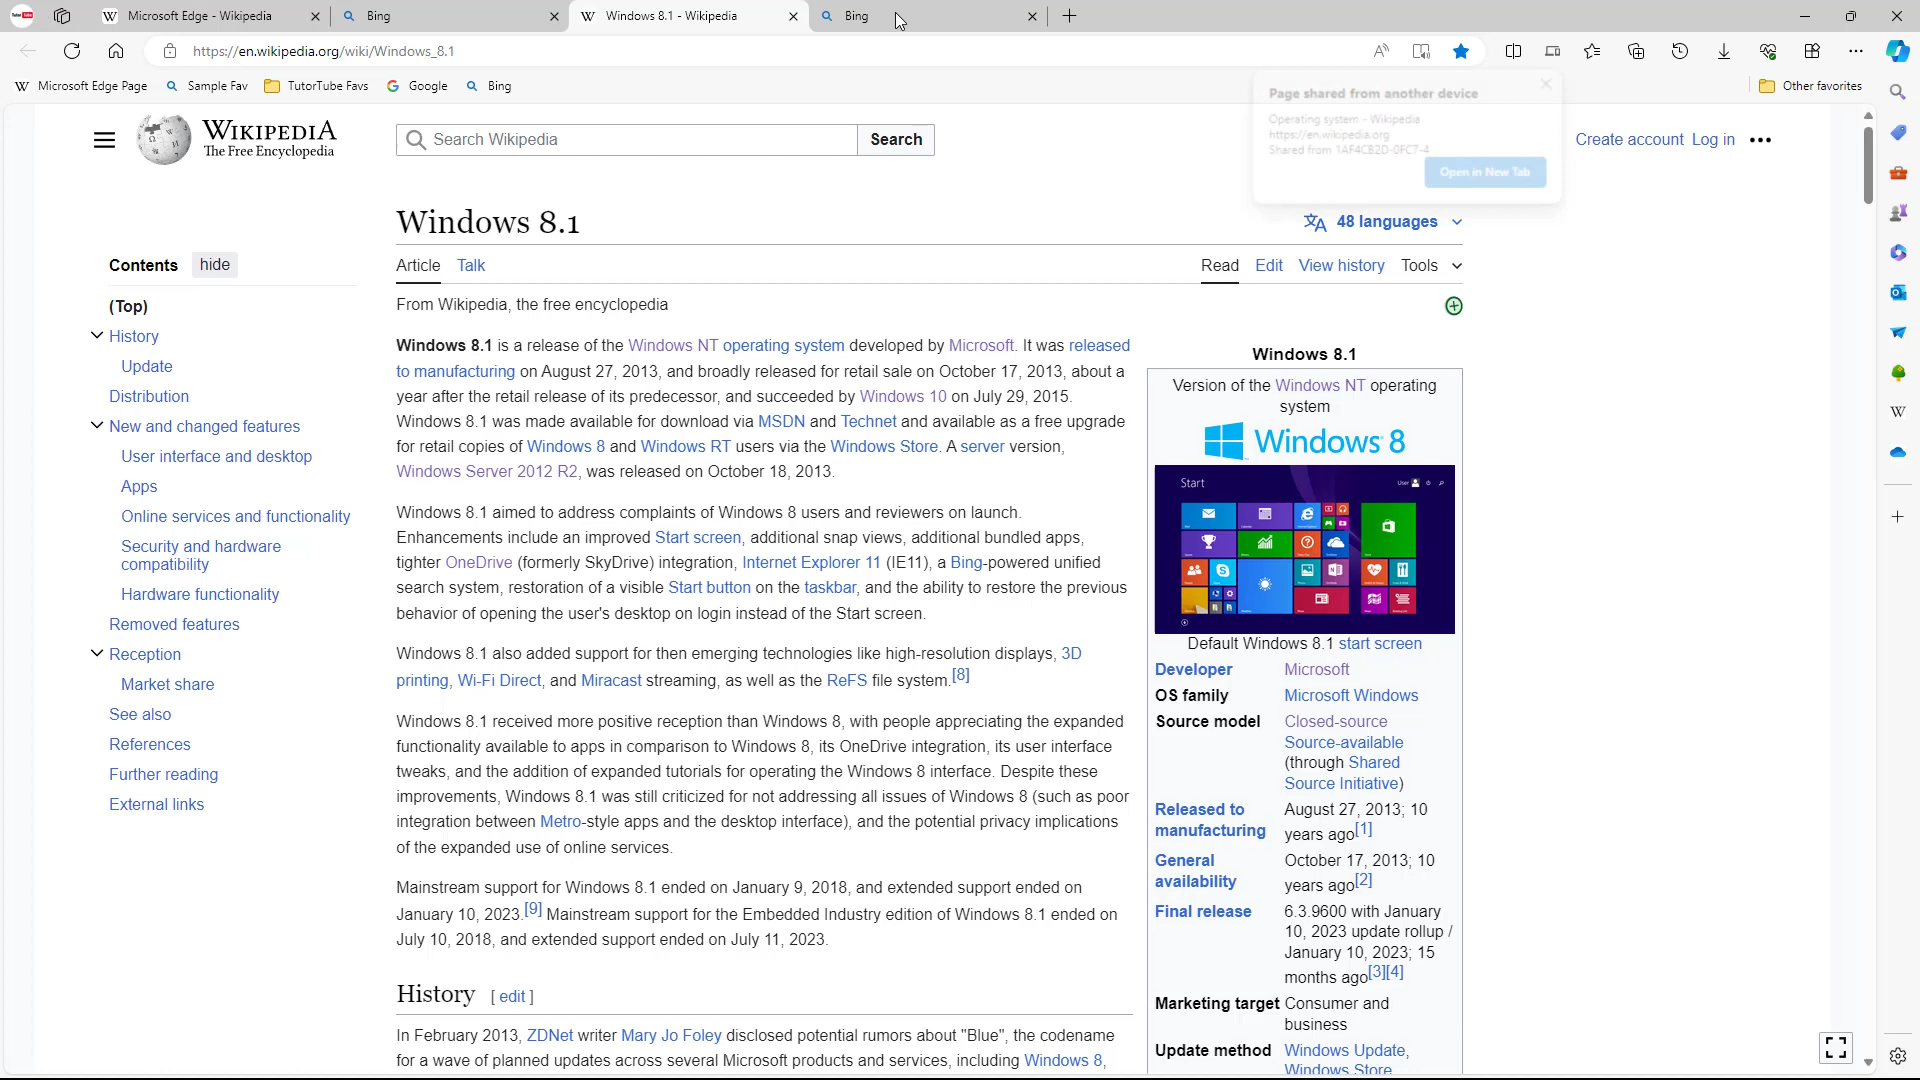 Microsoft Edge - Wikipedia
Bing
Windows 8.1 - Wikipedia
Bing
https://en.wikipedia.org/wiki/Windows_8.1
Microsoft Edge Page
Sample Fav
TutorTube Favs
Google
Bing
Other favorites
Page shared from another device
Operating system - Wikipedia
https://en.wikipedia.org
Shared from 1AF4CB2D-0FC7-4
Open in New Tab
WIKIPEDIA
The Free Encyclopedia
Search Wikipedia
Search
Create account Log in
Windows 8.1
48 languages
Contents hide
(Top)
History
Update
Distribution
New and changed features
User interface and desktop
Apps
Online services and functionality
Security and hardware
compatibility
Hardware functionality
Removed features
Reception
Market share
See also
References
Further reading
External links
Article Talk
Read Edit View history Tools
From Wikipedia, the free encyclopedia
Windows 8.1 is a release of the Windows NT operating system developed by Microsoft. It was released
to manufacturing on August 27, 2013, and broadly released for retail sale on October 17, 2013, about a
year after the retail release of its predecessor, and succeeded by Windows 10 on July 29, 2015.
Windows 8.1 was made available for download via MSDN and Technet and available as a free upgrade
for retail copies of Windows 8 and Windows RT users via the Windows Store. A server version,
Windows Server 2012 R2, was released on October 18, 2013.
Windows 8.1 aimed to address complaints of Windows 8 users and reviewers on launch.
Enhancements include an improved Start screen, additional snap views, additional bundled apps,
tighter OneDrive (formerly SkyDrive) integration, Internet Explorer 11 (IE11), a Bing-powered unified
search system, restoration of a visible Start button on the taskbar, and the ability to restore the previous
behavior of opening the user's desktop on login instead of the Start screen.
Windows 8.1 also added support for then emerging technologies like high-resolution displays, 3D
printing, Wi-Fi Direct, and Miracast streaming, as well as the ReFS file system.[8]
Windows 8.1 received more positive reception than Windows 8, with people appreciating the expanded
functionality available to apps in comparison to Windows 8, its OneDrive integration, its user interface
tweaks, and the addition of expanded tutorials for operating the Windows 8 interface. Despite these
improvements, Windows 8.1 was still criticized for not addressing all issues of Windows 8 (such as poor
integration between Metro-style apps and the desktop interface), and the potential privacy implications
of the expanded use of online services.
Mainstream support for Windows 8.1 ended on January 9, 2018, and extended support ended on
January 10, 2023.[9] Mainstream support for the Embedded Industry edition of Windows 8.1 ended on
July 10, 2018, and extended support ended on July 11, 2023.
History [ edit ]
In February 2013, ZDNet writer Mary Jo Foley disclosed potential rumors about "Blue", the codename
for a wave of planned updates across several Microsoft products and services, including Windows 8,
Windows 8.1
Version of the Windows NT operating
system
Windows 8
Start
User
Default Windows 8.1 start screen
Developer Microsoft
OS family Microsoft Windows
Source model Closed-source
Source-available
(through Shared
Source Initiative)
Released to August 27, 2013; 10
manufacturing years ago[1]
General October 17, 2013; 10
availability years ago[2]
Final release 6.3.9600 with January
10, 2023 update rollup /
January 10, 2023; 15
months ago[3][4]
Marketing target Consumer and
business
Update method Windows Update,
Windows Store